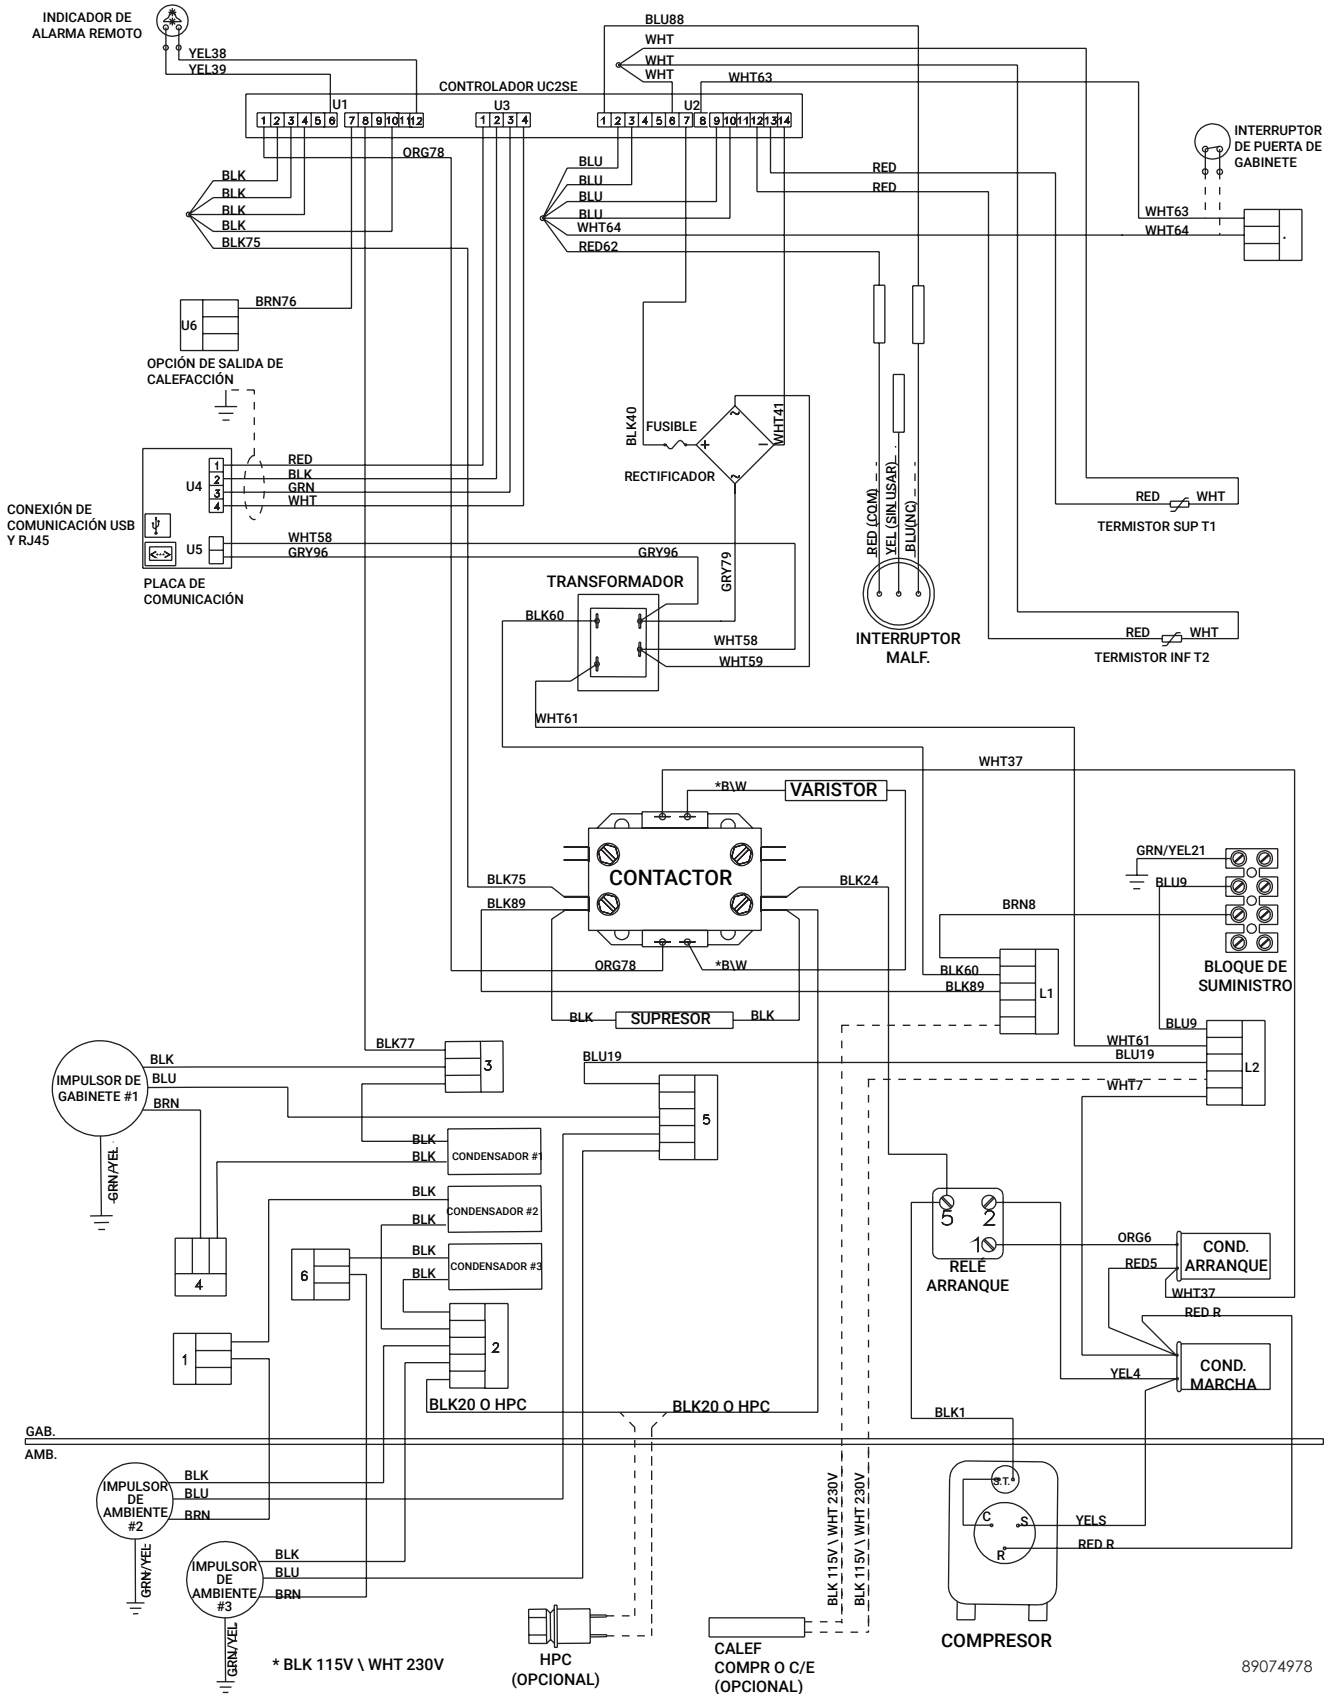 INDICADOR DE
ALARMA REMOTO
YEL38
YEL39
BLU88
WHT
WHT
WHT
WHT63
CONTROLADOR UC2SE
U1
U3
U2
1 2 3 4 5 6 7 8 9 10 11 12
1 2 3 4
1 2 3 4 5 6 7 8 9 10 11 12 13 14
INTERRUPTOR
DE PUERTA DE
GABINETE
ORG78
BLK
BLK
BLK
BLK
BLK75
BLU
BLU
BLU
BLU
WHT64
RED62
RED
RED
WHT63
WHT64
BRN76
U6
OPCIÓN DE SALIDA DE
CALEFACCIÓN
BLK40
FUSIBLE
WHT41
+
−
~
~
RECTIFICADOR
RED (COM)
YEL (SIN USAR)
BLU(NC)
U4
1
2
3
4
RED
BLK
GRN
WHT
CONEXIÓN DE
COMUNICACIÓN USB
Y RJ45
U5
WHT58
GRY96
GRY96
GRY79
PLACA DE
COMUNICACIÓN
TRANSFORMADOR
BLK60
WHT58
WHT59
WHT61
RED
WHT
TERMISTOR SUP T1
INTERRUPTOR
MALF.
RED
WHT
TERMISTOR INF T2
WHT37
*B\W
VARISTOR
CONTACTOR
BLK75
BLK89
BLK24
ORG78
*B\W
BLK
SUPRESOR
BLK
GRN/YEL21
BLU9
BRN8
BLOQUE DE
SUMINISTRO
BLK60
BLK89
L1
BLU9
WHT61
BLU19
WHT7
L2
BLK77
3
BLU19
5
IMPULSOR DE
GABINETE #1
BLK
BLU
BRN
GRN/YEL
BLK
BLK
CONDENSADOR #1
BLK
BLK
CONDENSADOR #2
BLK
BLK
CONDENSADOR #3
4
6
1
2
BLK20 O HPC
BLK20 O HPC
5
2
1
RELÉ
ARRANQUE
ORG6
RED5
COND.
ARRANQUE
WHT37
RED R
YEL4
COND.
MARCHA
BLK1
GAB.
AMB.
IMPULSOR
DE
AMBIENTE
#2
BLK
BLU
BRN
GRN/YEL
IMPULSOR
DE
AMBIENTE
#3
BLK
BLU
BRN
GRN/YEL
BLK 115V \ WHT 230V
BLK 115V \ WHT 230V
S.T.
C
S
R
YELS
RED R
COMPRESOR
* BLK 115V \ WHT 230V
HPC
(OPCIONAL)
CALEF
COMPR O C/E
(OPCIONAL)
89074978